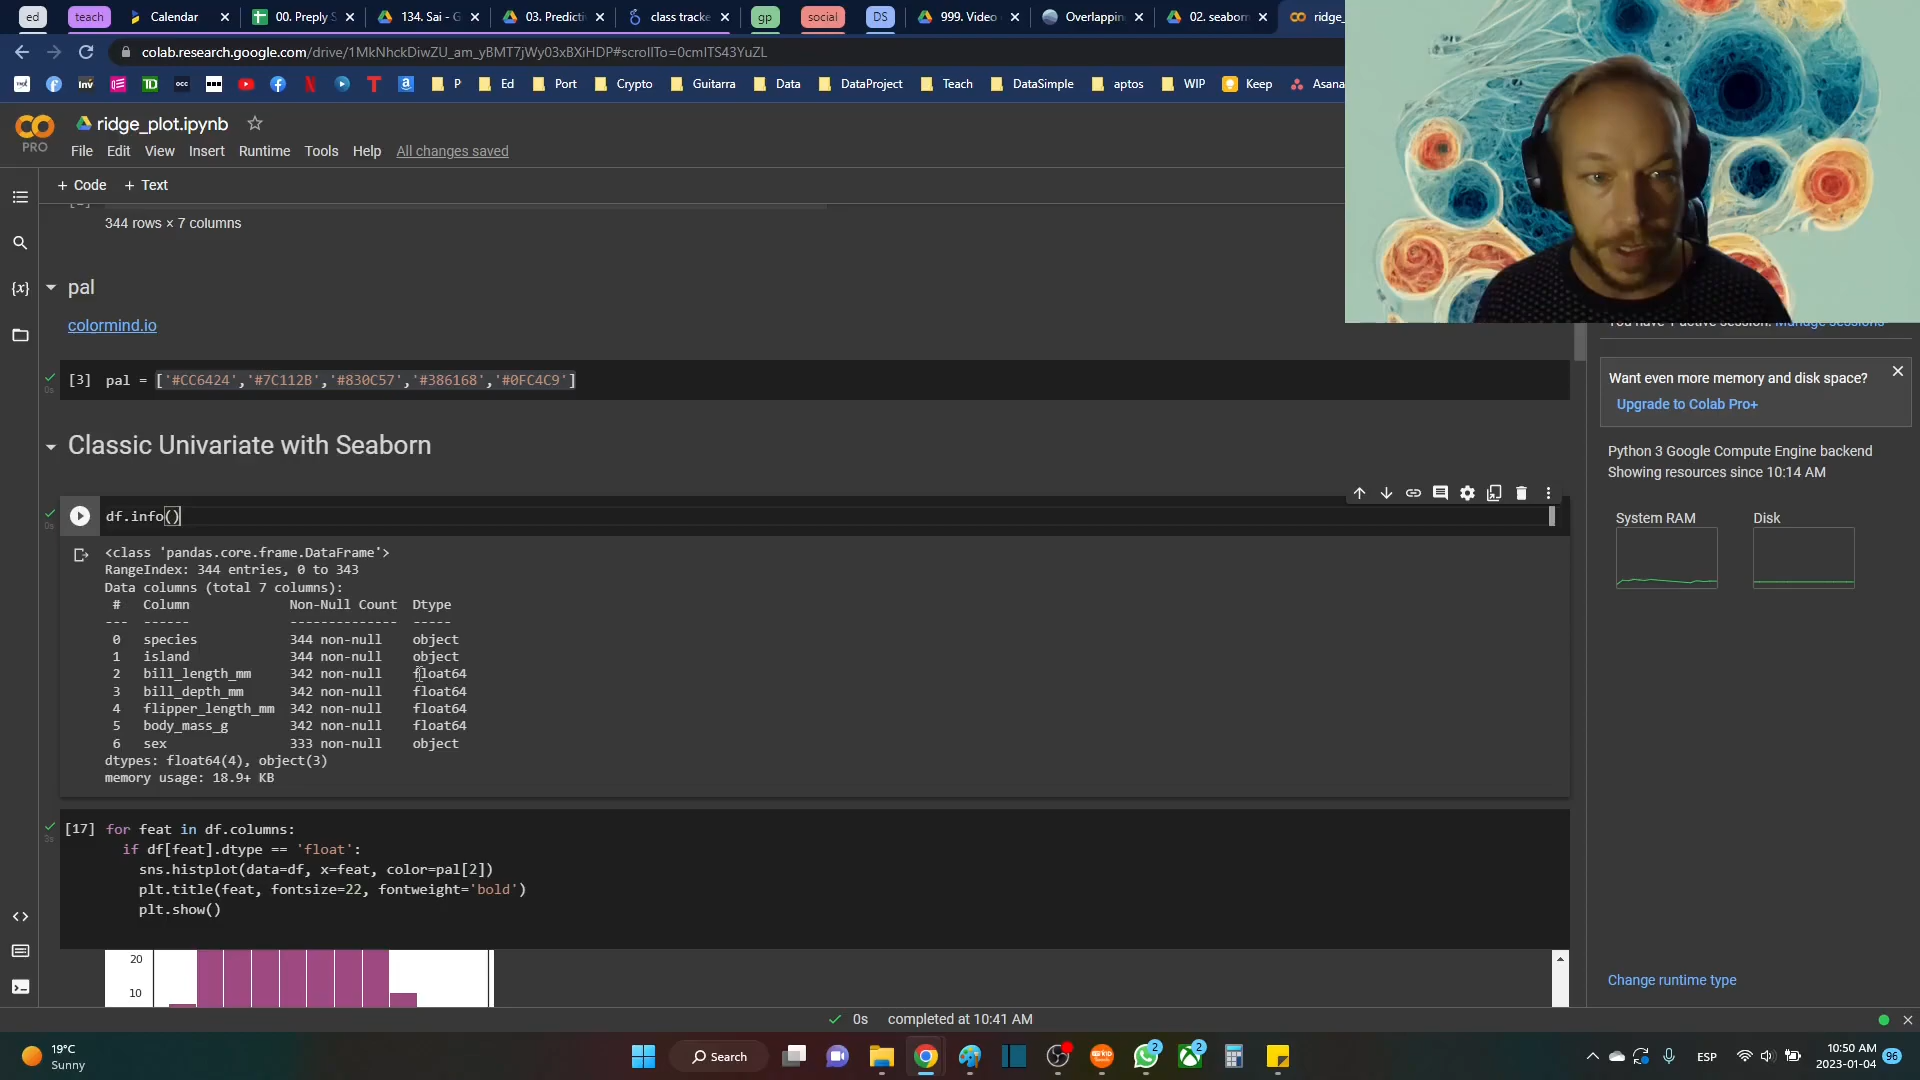 ed
teach
Calendar
00. Preply S
134. Sai - G
03. Predicti
class tracke
gp
social
DS
999. Video
Overlappin
02. seabor
ridge_
colab.research.google.com/drive/1MkNhckDiwZU_am_yBMT7jWy03xBXiHDP#scrollTo=0cmITS43YuZL
P
Ed
Port
Crypto
Guitarra
Data
DataProject
Teach
DataSimple
aptos
WIP
Keep
Asana
ridge_plot.ipynb
PRO
File Edit View Insert Runtime Tools Help All changes saved
+ Code + Text
344 rows × 7 columns
pal
colormind.io
[3] pal = ['#CC6424','#7C112B','#830C57','#386168','#0FC4C9']
0s
Classic Univariate with Seaborn
df.info()
0s
<class 'pandas.core.frame.DataFrame'>
RangeIndex: 344 entries, 0 to 343
Data columns (total 7 columns):
# Column Non-Null Count Dtype
--- ------ -------------- -----
0 species 344 non-null object
1 island 344 non-null object
2 bill_length_mm 342 non-null float64
3 bill_depth_mm 342 non-null float64
4 flipper_length_mm 342 non-null float64
5 body_mass_g 342 non-null float64
6 sex 333 non-null object
dtypes: float64(4), object(3)
memory usage: 18.9+ KB
[17] for feat in df.columns:
if df[feat].dtype == 'float':
sns.histplot(data=df, x=feat, color=pal[2])
plt.title(feat, fontsize=22, fontweight='bold')
plt.show()
20
10
Want even more memory and disk space?
Upgrade to Colab Pro+
Python 3 Google Compute Engine backend
Showing resources since 10:14 AM
System RAM
Disk
Change runtime type
0s completed at 10:41 AM
19°C
Sunny
Search
2
2
ESP
10:50 AM
2023-01-04
96